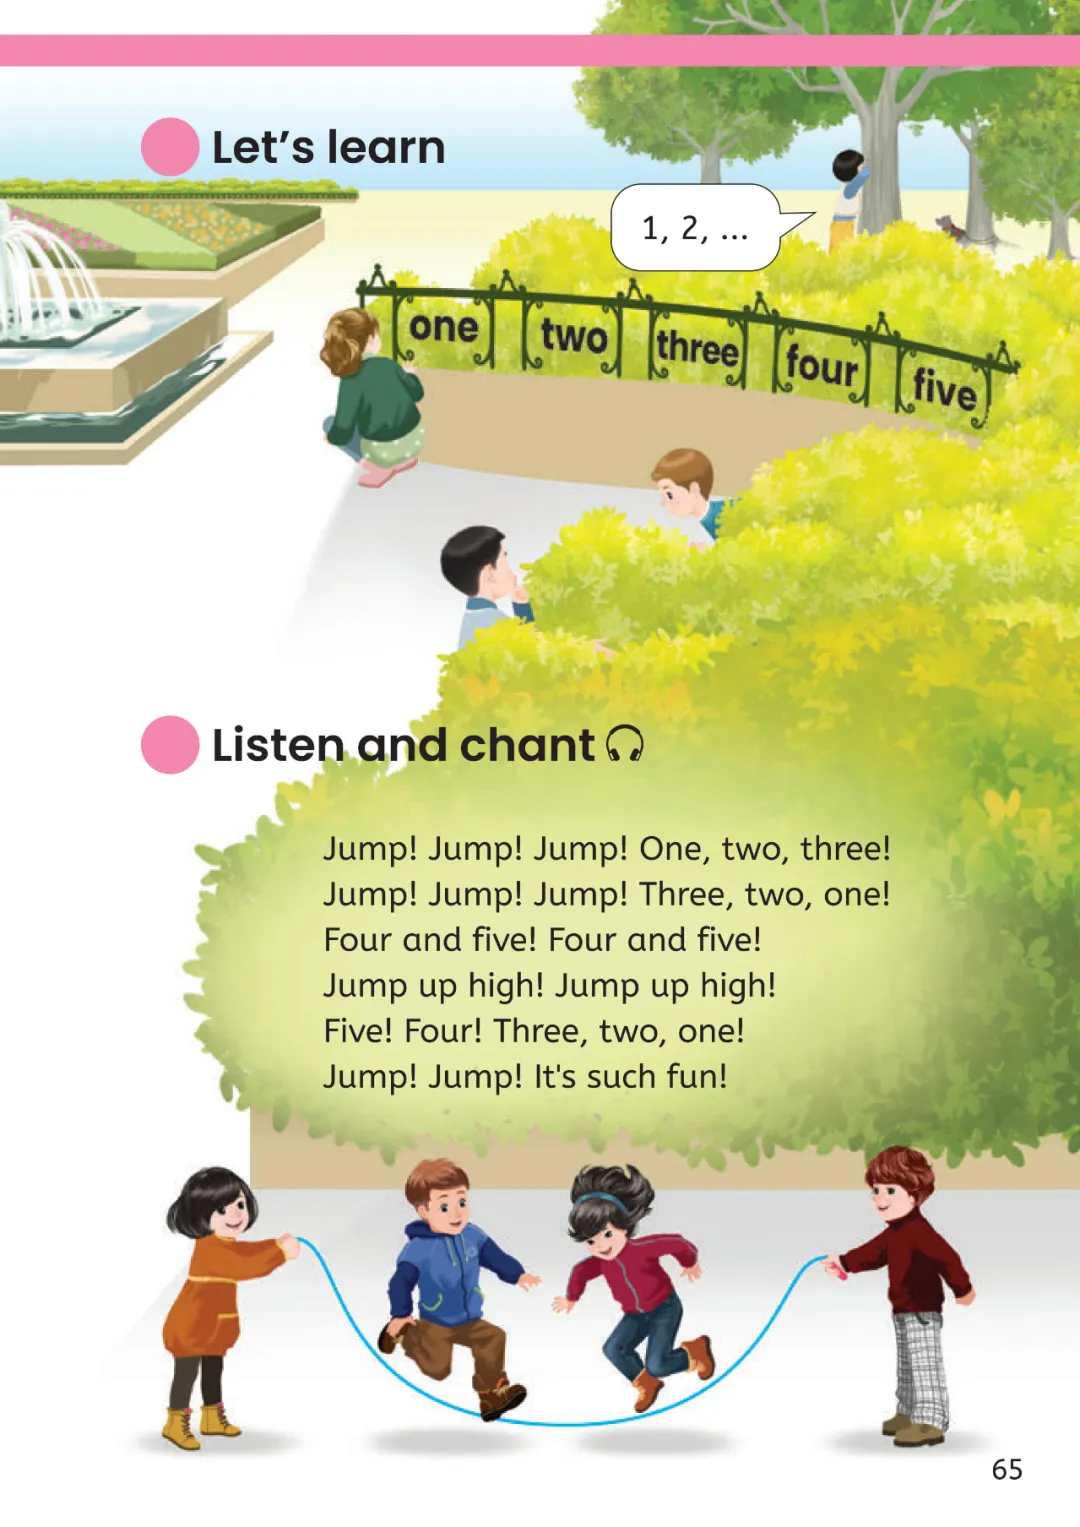 Let’s learn
1, 2, ...
one two three four five
Listen and chant
Jump! Jump! Jump! One, two, three!
Jump! Jump! Jump! Three, two, one!
Four and five! Four and five!
Jump up high! Jump up high!
Five! Four! Three, two, one!
Jump! Jump! It's such fun!
65